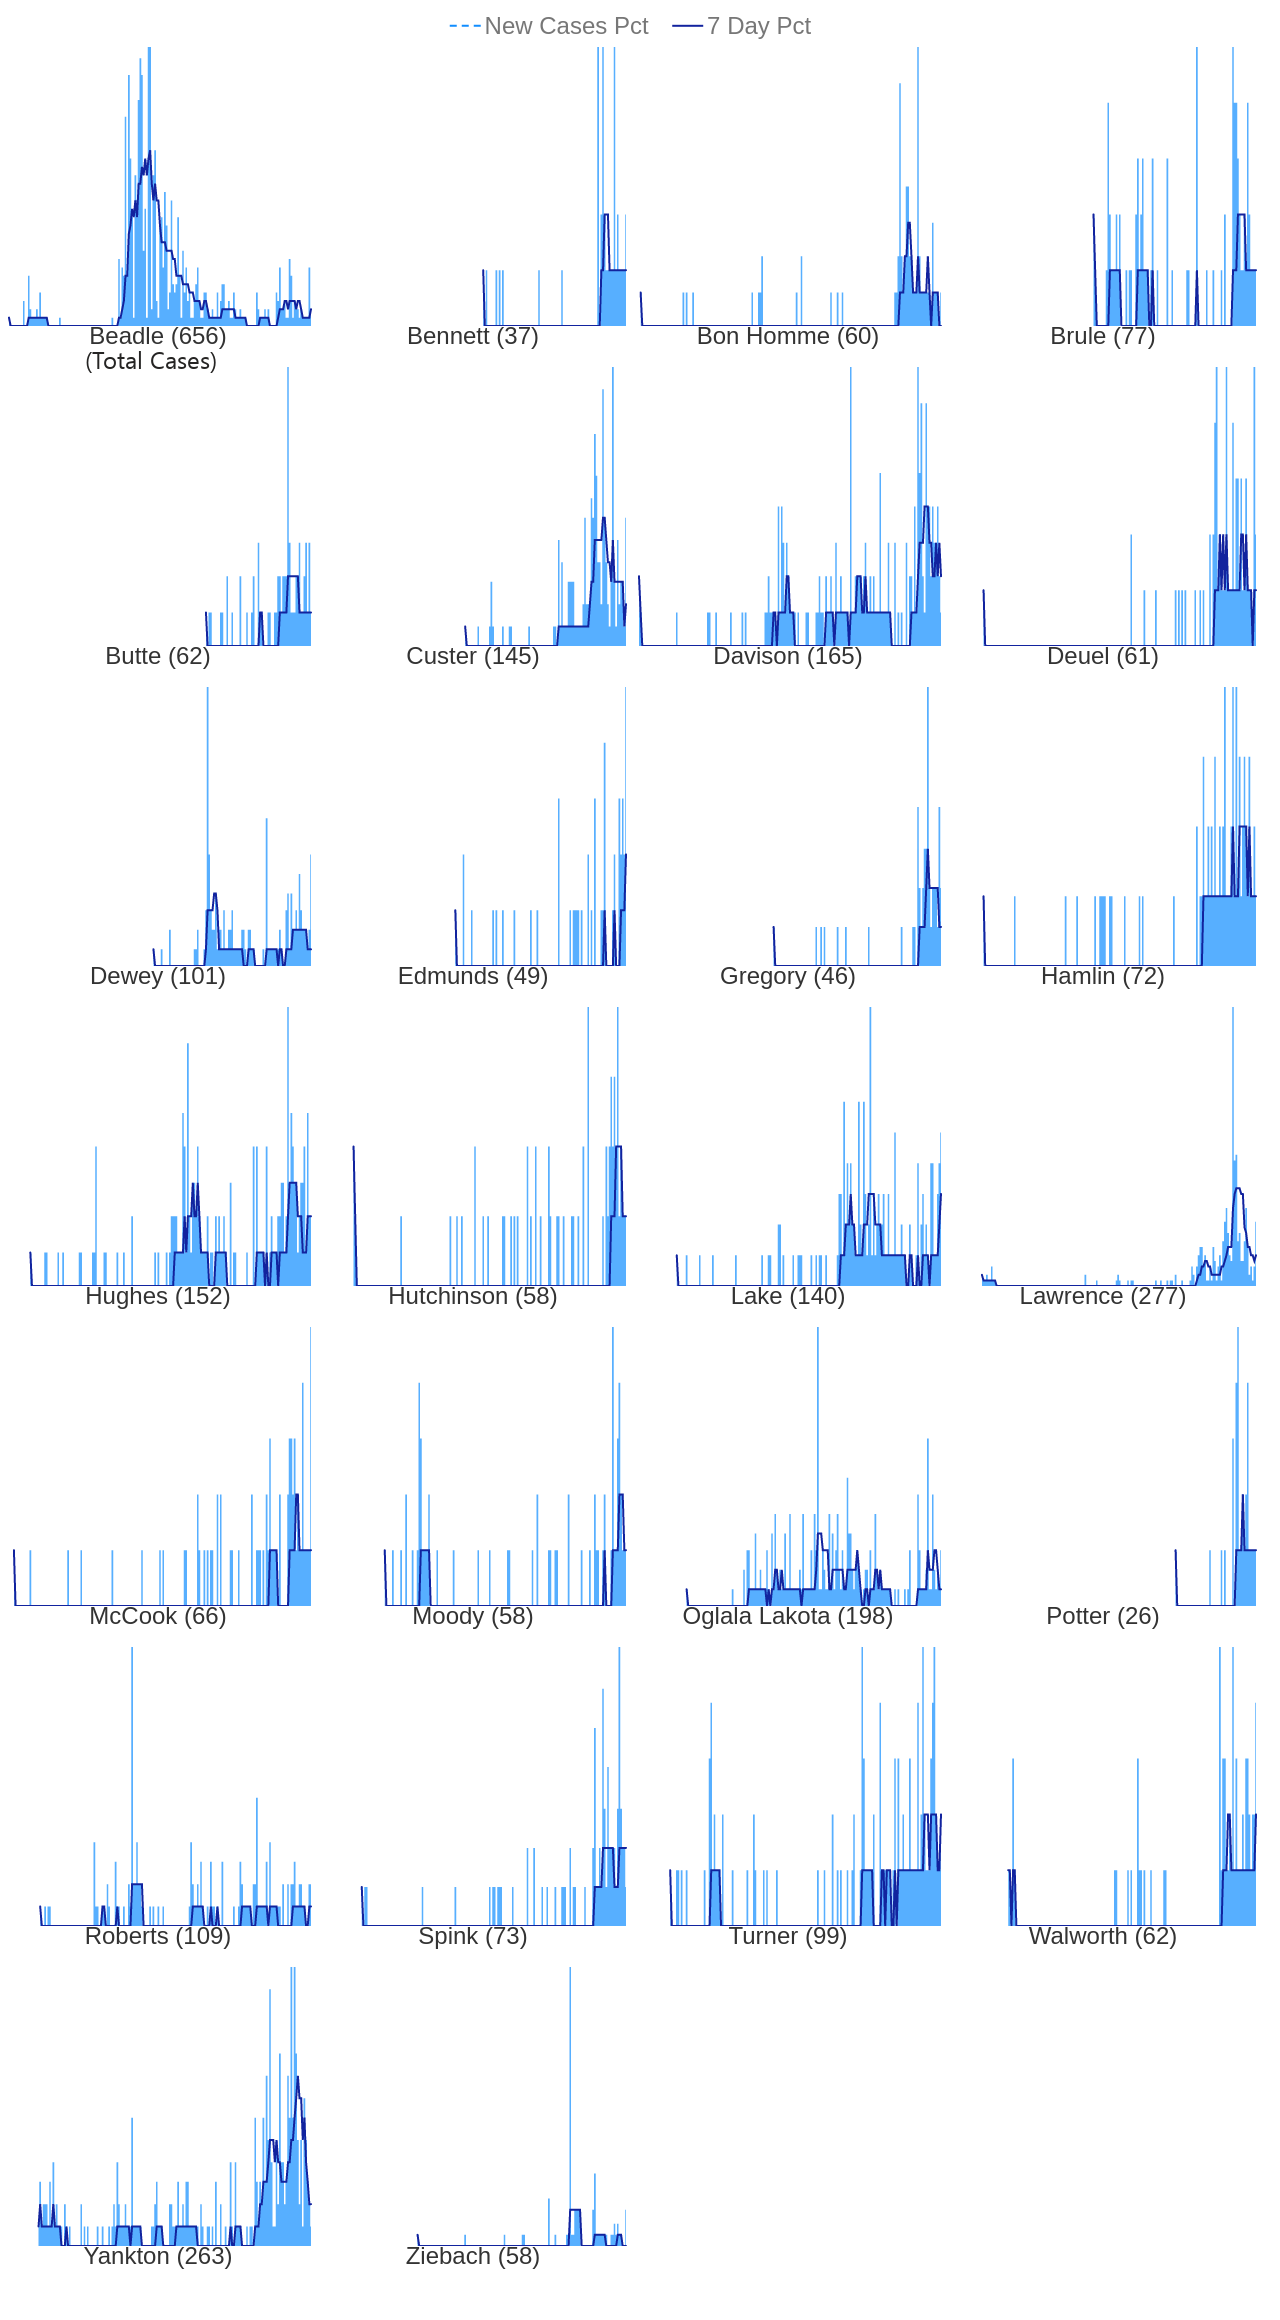 New Cases Pct 7 Day Pct
Beadle (656) Bennett (37) Bon Homme (60) Brule (77)
(Total Cases)
Butte (62) Custer (145) Davison (165) Deuel (61)
Dewey (101) Edmunds (49) Gregory (46) Hamlin (72)
Hughes (152) Hutchinson (58) Lake (140) Lawrence (277)
McCook (66) Moody (58) Oglala Lakota (198) Potter (26)
Roberts (109) Spink (73) Turner (99) Walworth (62)
Yankton (263) Ziebach (58)